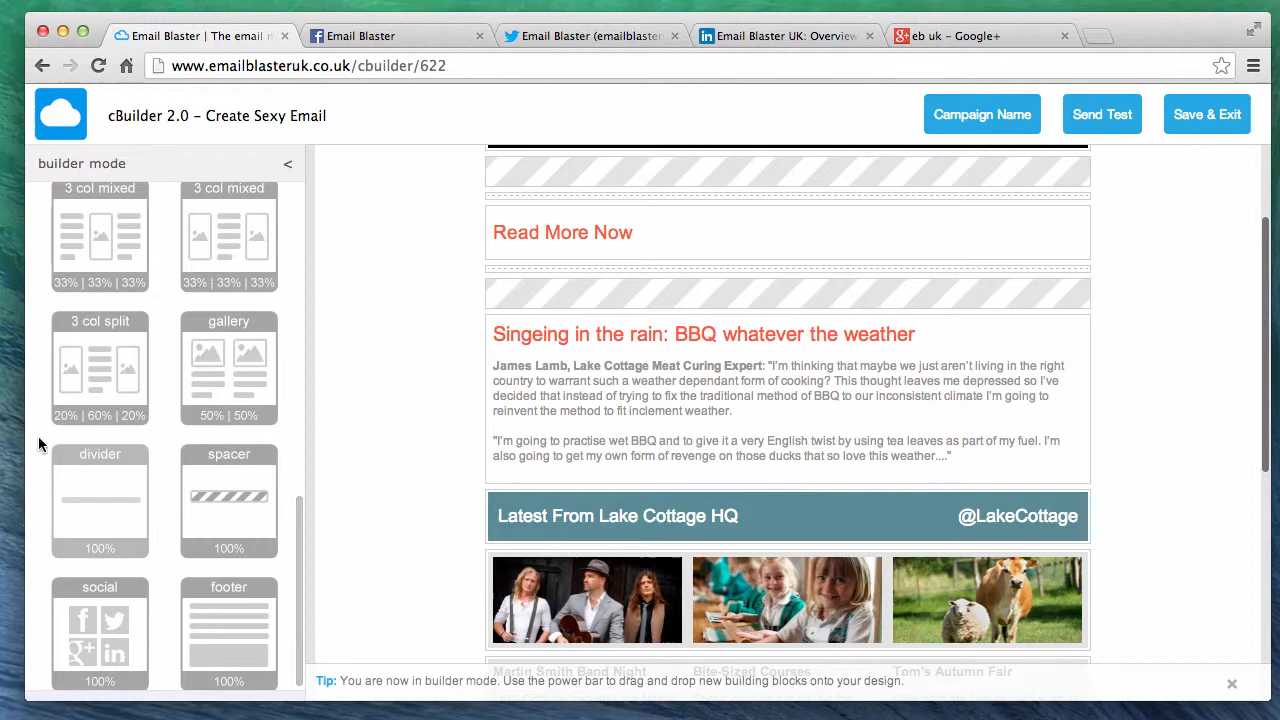 Email Blaster | The email m
Email Blaster
Email Blaster (emailblaster
Email Blaster UK: Overview
eb uk - Google+
www.emailblasteruk.co.uk/cbuilder/622
cBuilder 2.0 - Create Sexy Email
Campaign Name
Send Test
Save & Exit
builder mode
<
3 col mixed
3 col mixed
33% | 33% | 33%
33% | 33% | 33%
3 col split
gallery
20% | 60% | 20%
50% | 50%
divider
spacer
100%
100%
social
footer
100%
100%
Read More Now
Singeing in the rain: BBQ whatever the weather
James Lamb, Lake Cottage Meat Curing Expert: "I'm thinking that maybe we just aren't living in the right
country to warrant such a weather dependant form of cooking? This thought leaves me depressed so I've
decided that instead of trying to fix the traditional method of BBQ to our inconsistent climate I'm going to
reinvent the method to fit inclement weather.
"I'm going to practise wet BBQ and to give it a very English twist by using tea leaves as part of my fuel. I'm
also going to get my own form of revenge on those ducks that so love this weather...."
Latest From Lake Cottage HQ
@LakeCottage
Martin Smith Band Night
Bite-Sized Courses
Tom's Autumn Fair
Tip: You are now in builder mode. Use the power bar to drag and drop new building blocks onto your design.